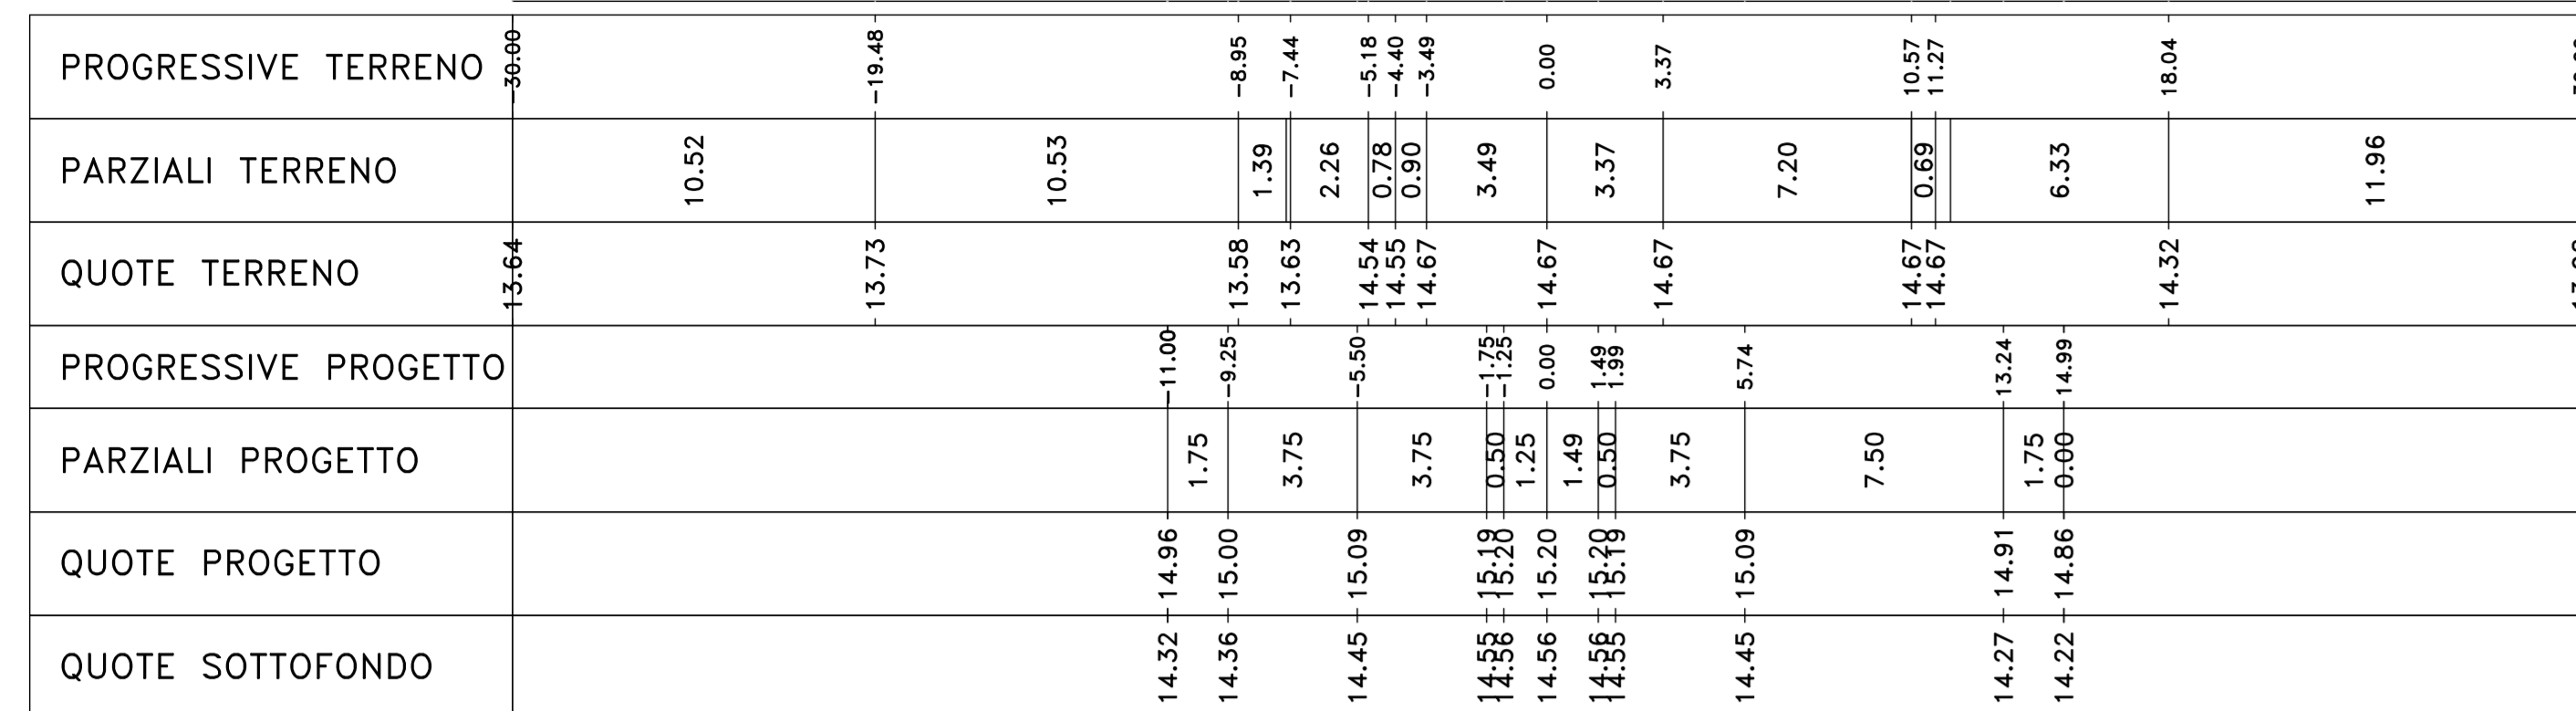 PROGRESSIVE TERRENO -30.00 -19.48 -8.95 -7.44 -5.18 -4.40 -3.49 0.00 3.37 10.57 11.27 18.04
PARZIALI TERRENO 10.52 10.53 1.39 2.26 0.78 0.90 3.49 3.37 7.20 0.69 6.33 11.96
QUOTE TERRENO 13.64 13.73 13.58 13.63 14.54 14.55 14.67 14.67 14.67 14.67 14.67 14.32
PROGRESSIVE PROGETTO -11.00 -9.25 -5.50 -1.75 -1.25 0.00 1.49 1.99 5.74 13.24 14.99
PARZIALI PROGETTO 1.75 3.75 3.75 0.50 1.25 1.49 0.50 3.75 7.50 1.75 0.00
QUOTE PROGETTO 14.96 15.00 15.09 15.19 15.20 15.20 15.20 15.19 15.09 14.91 14.86
QUOTE SOTTOFONDO 14.32 14.36 14.45 14.55 14.56 14.56 14.56 14.55 14.45 14.27 14.22